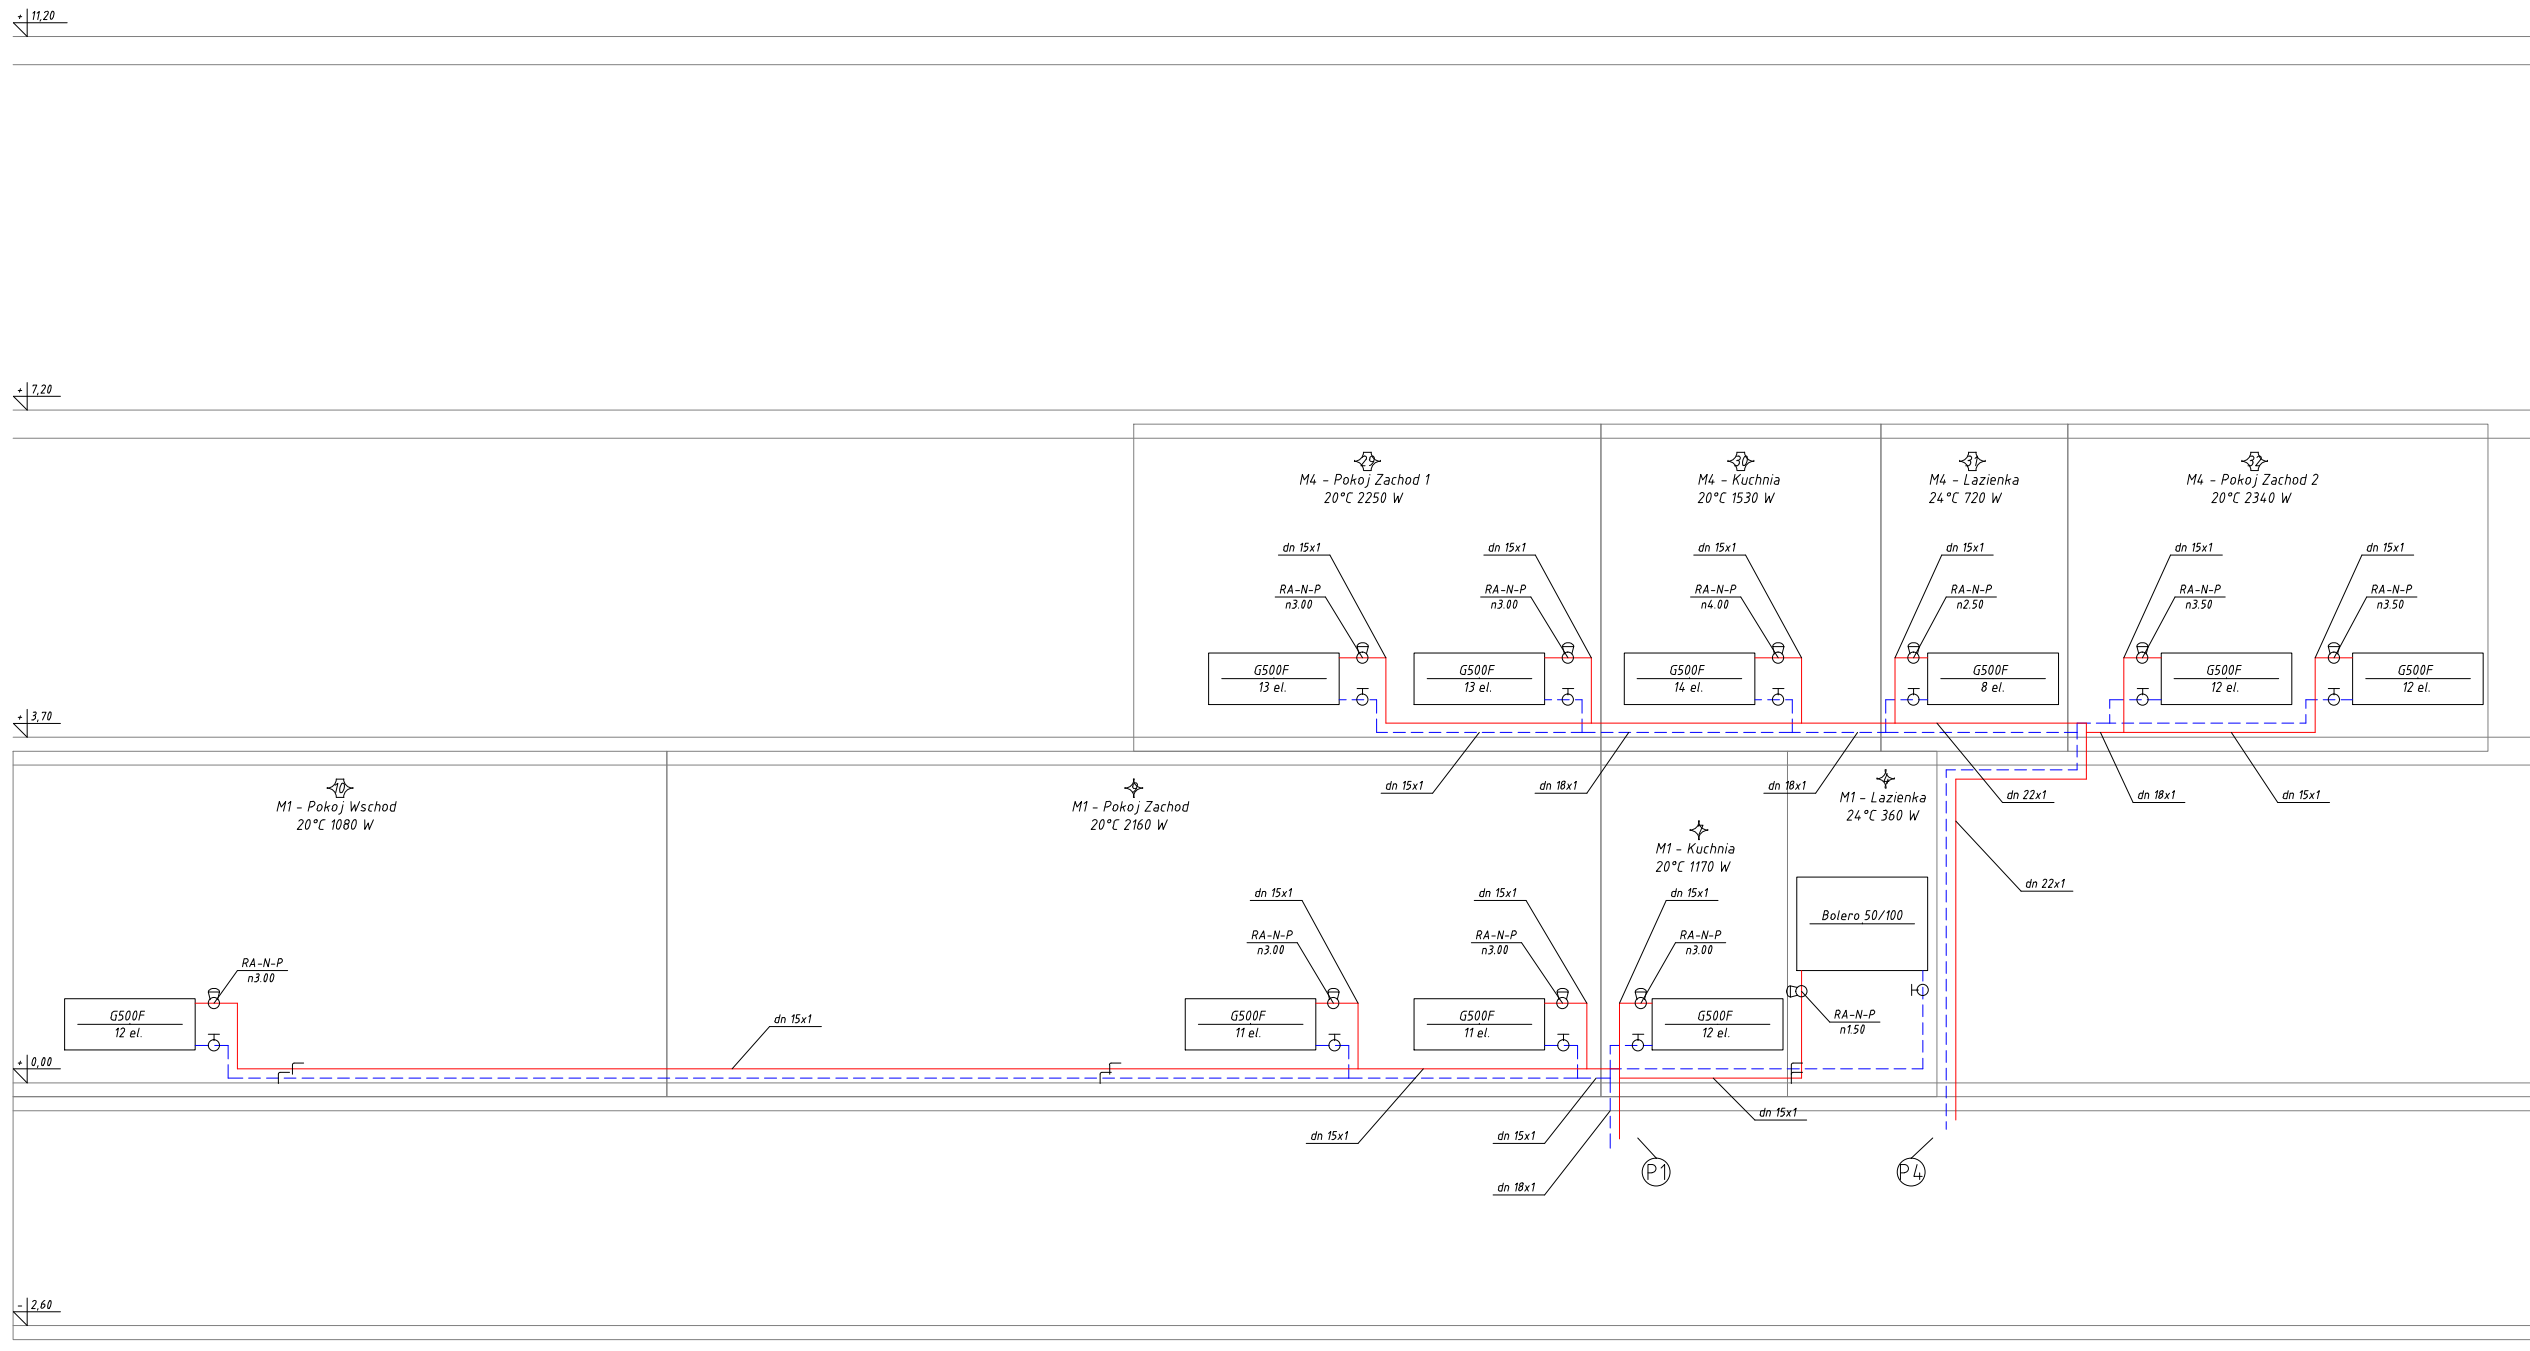 + 11,20
+ 7,20
29
M4 - Pokoj Zachod 1
20°C 2250 W
30
M4 - Kuchnia
20°C 1530 W
31
M4 - Lazienka
24°C 720 W
32
M4 - Pokoj Zachod 2
20°C 2340 W
dn 15x1
dn 15x1
dn 15x1
dn 15x1
dn 15x1
dn 15x1
RA-N-P
n3.00
RA-N-P
n3.00
RA-N-P
n4.00
RA-N-P
n2.50
RA-N-P
n3.50
RA-N-P
n3.50
G500F
13 el.
G500F
13 el.
G500F
14 el.
G500F
8 el.
G500F
12 el.
G500F
12 el.
+ 3,70
dn 15x1
dn 18x1
dn 18x1
dn 22x1
dn 18x1
dn 15x1
10
M1 - Pokoj Wschod
20°C 1080 W
9
M1 - Pokoj Zachod
20°C 2160 W
M1 - Lazienka
24°C 360 W
7
M1 - Kuchnia
20°C 1170 W
dn 22x1
dn 15x1
dn 15x1
dn 15x1
Bolero 50/100
RA-N-P
n3.00
RA-N-P
n3.00
RA-N-P
n3.00
RA-N-P
n3.00
G500F
12 el.
dn 15x1
G500F
11 el.
G500F
11 el.
G500F
12 el.
RA-N-P
n1.50
+ 0,00
dn 15x1
dn 15x1
dn 15x1
dn 18x1
P1
P4
- 2,60